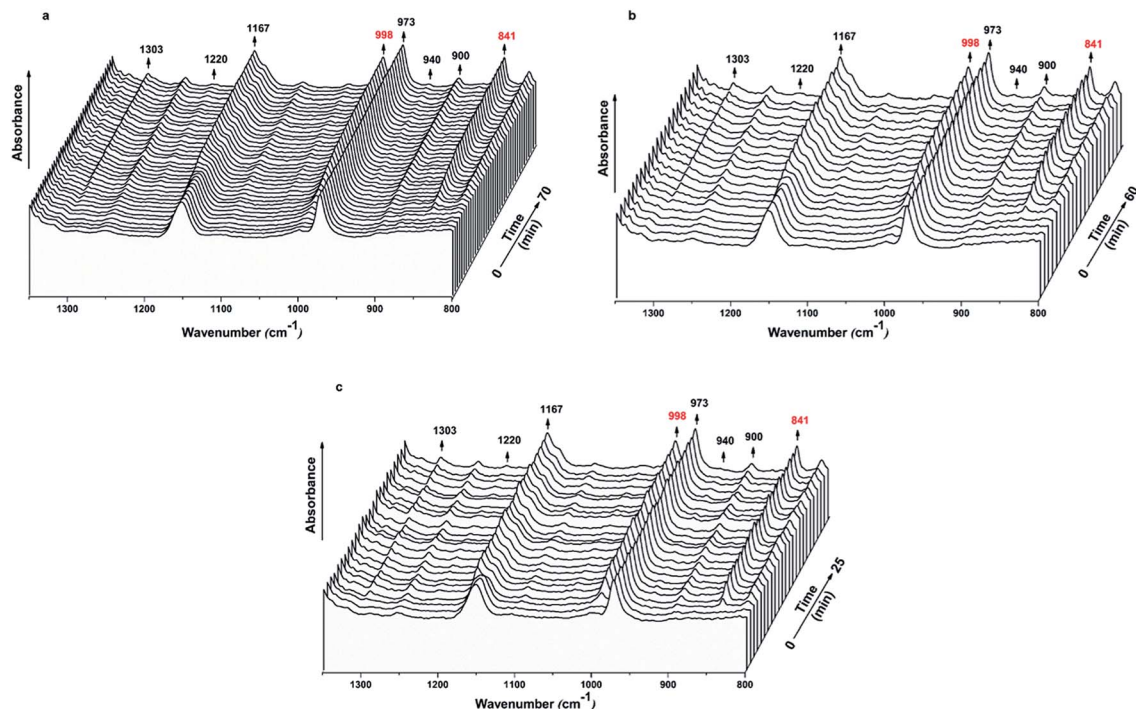 a
1303
1220
1167
998
973
940
900
841
Absorbance
0 Time 70
(min)
1300 1200 1100 1000 900 800
Wavenumber (cm-1)
b
1303
1220
1167
998
973
940
900
841
Absorbance
0 Time 60
(min)
1300 1200 1100 1000 900 800
Wavenumber (cm-1)
c
1303
1220
1167
998
973
940
900
841
Absorbance
0 Time 25
(min)
1300 1200 1100 1000 900 800
Wavenumber (cm-1)